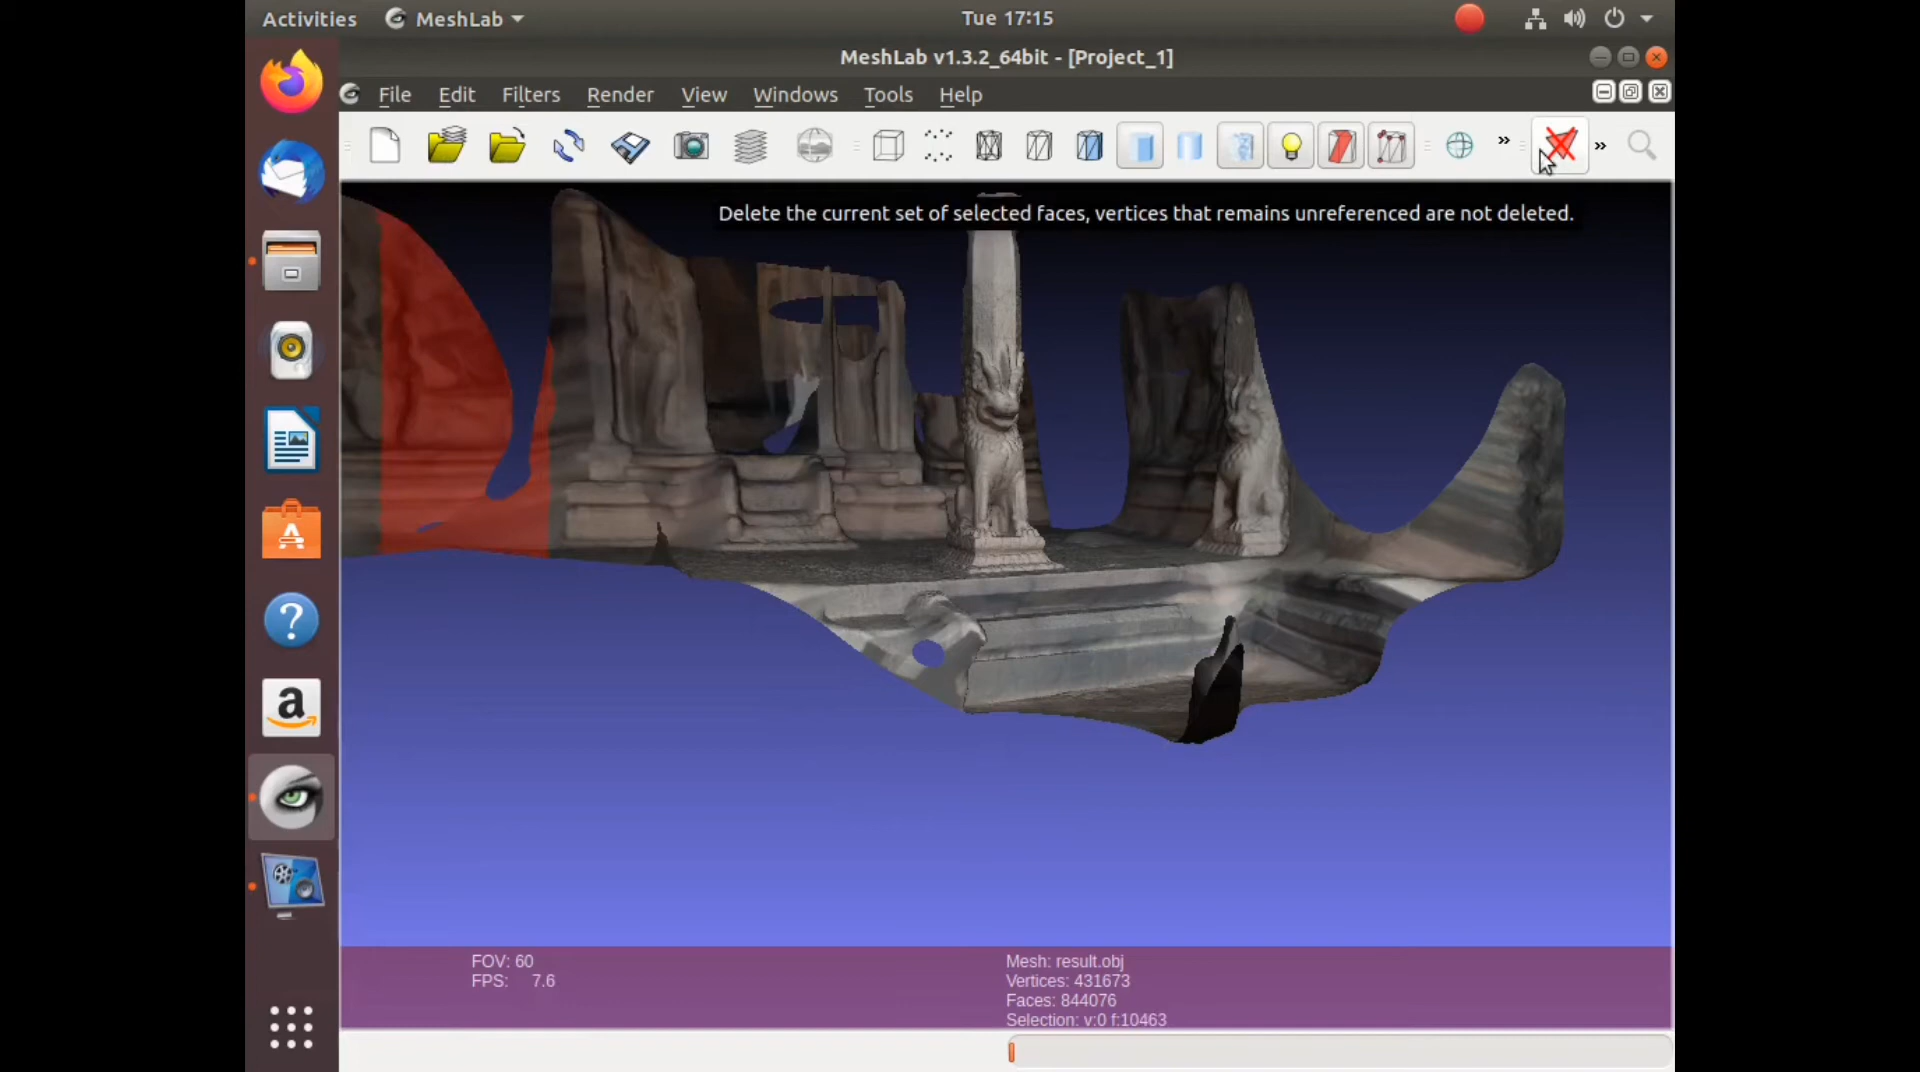 Activities MeshLab Tue 17:15
MeshLab v1.3.2_64bit - [Project_1]
File Edit Filters Render View Windows Tools Help
Delete the current set of selected faces, vertices that remains unreferenced are not deleted.
FOV: 60
FPS: 7.6
Mesh: result.obj
Vertices: 431673
Faces: 844076
Selection: v:0 f:10463